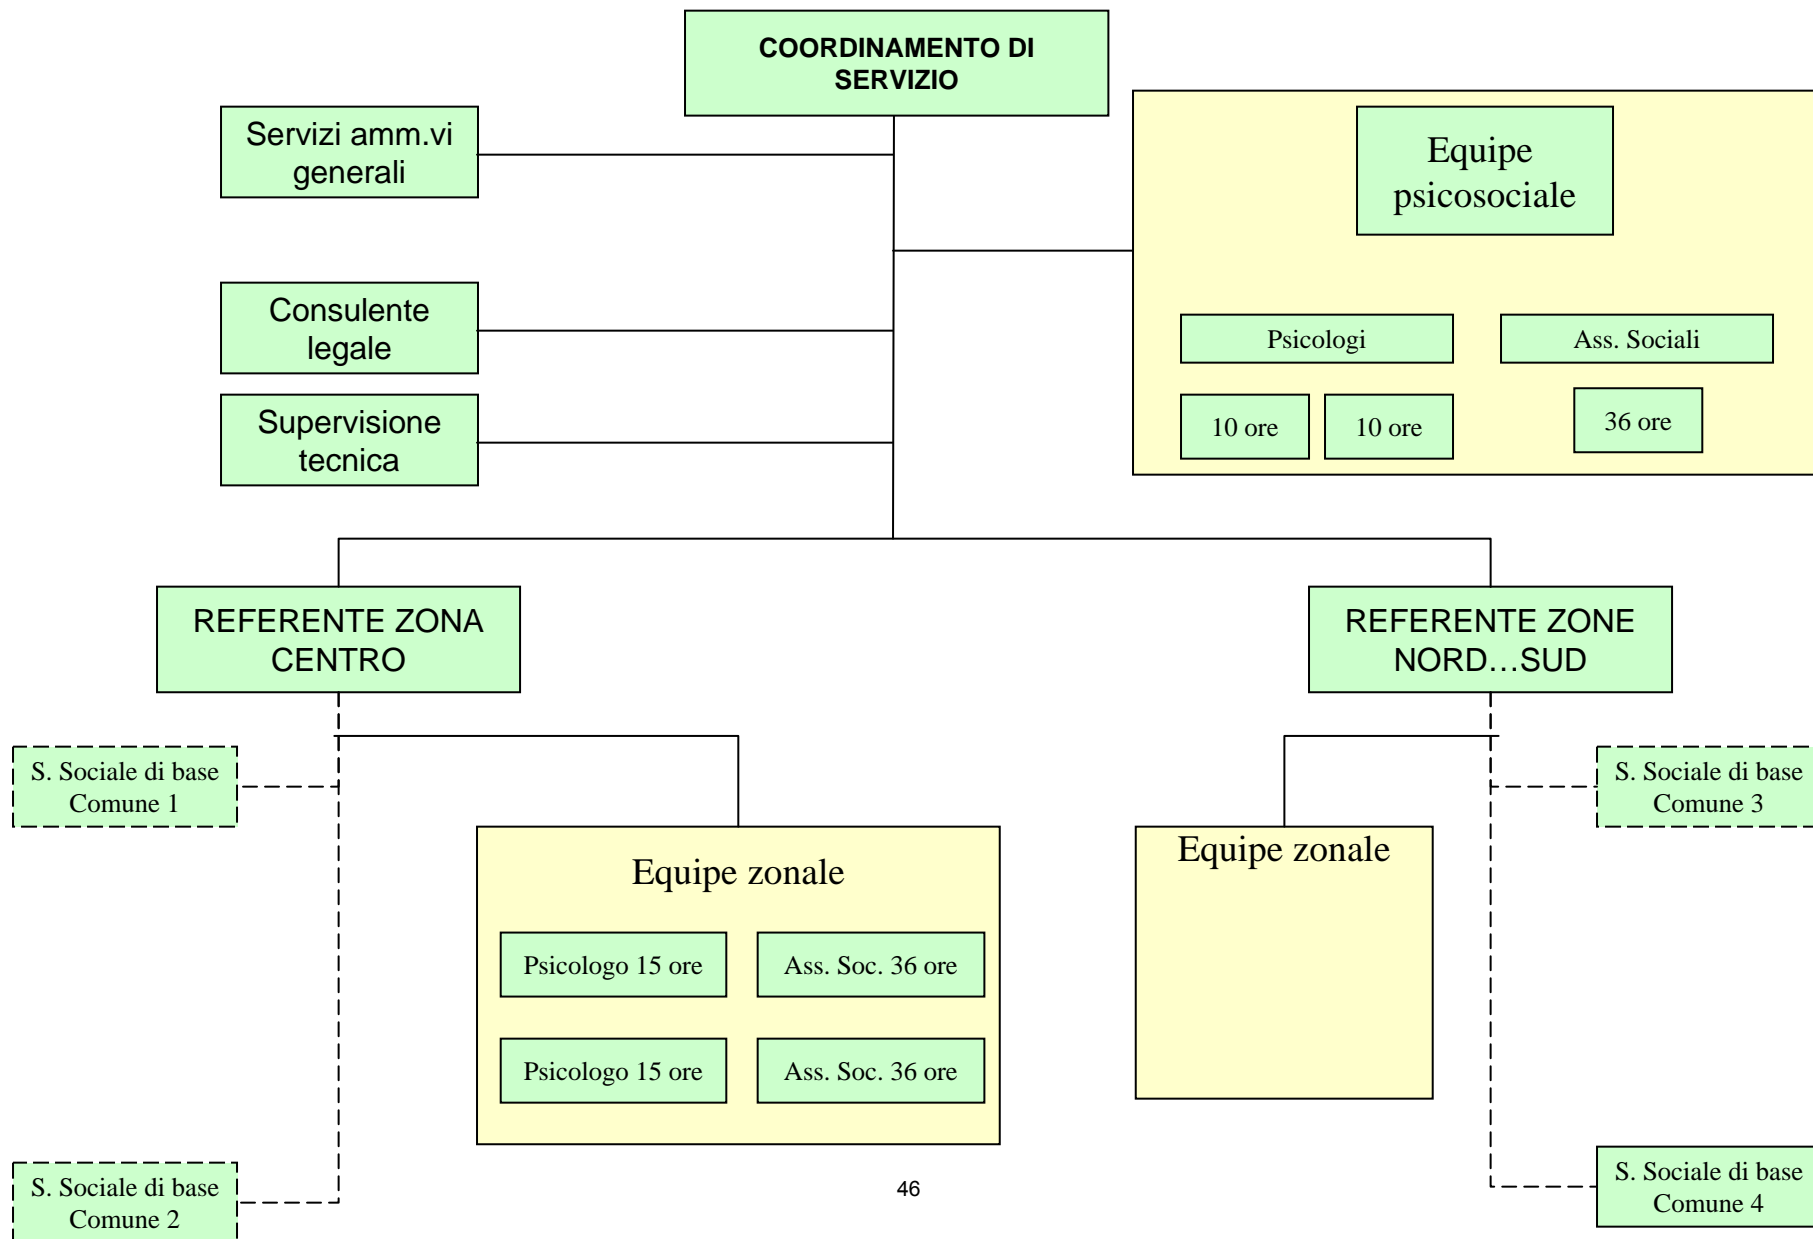 COORDINAMENTO DI
SERVIZIO
Servizi amm.vi
generali
Equipe
psicosociale
Consulente
legale
Psicologi
Ass. Sociali
Supervisione
tecnica
10 ore
10 ore
36 ore
REFERENTE ZONA
CENTRO
REFERENTE ZONE
NORD…SUD
S. Sociale di base
Comune 1
S. Sociale di base
Comune 3
Equipe zonale
Equipe zonale
Psicologo 15 ore
Ass. Soc. 36 ore
Psicologo 15 ore
Ass. Soc. 36 ore
S. Sociale di base
Comune 2
46
S. Sociale di base
Comune 4